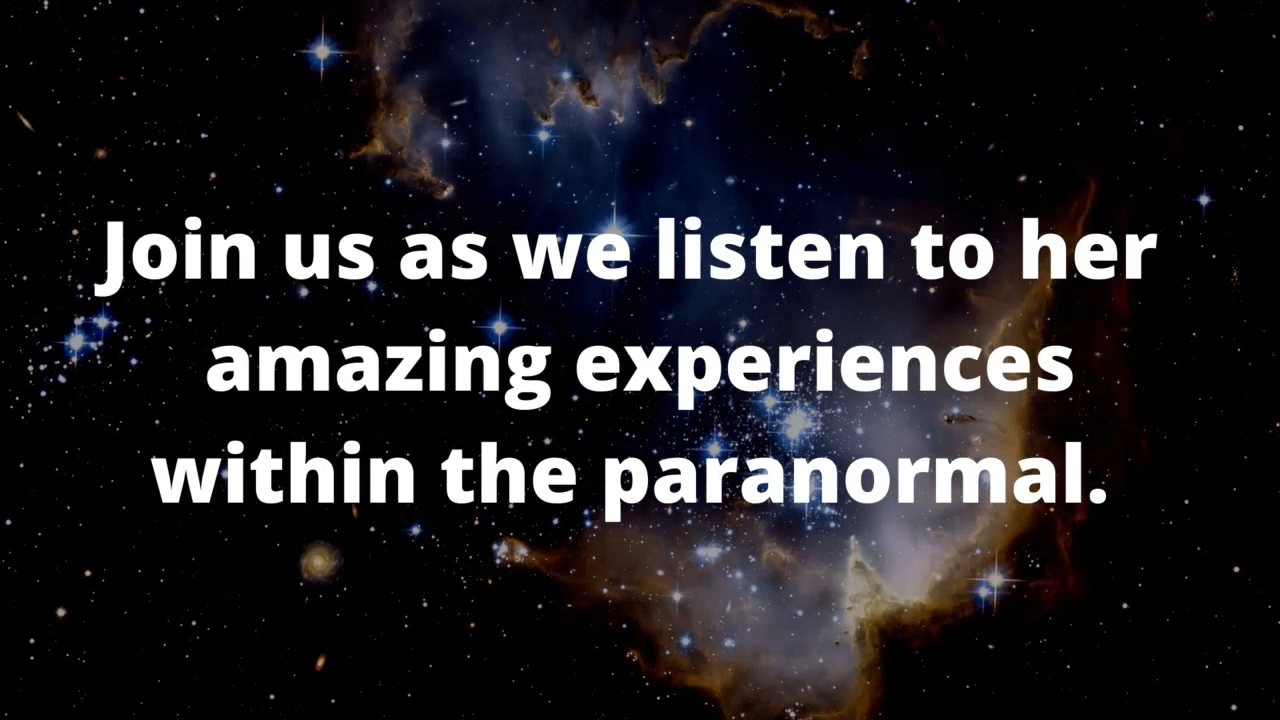 Join us as we listen to her
amazing experiences
within the paranormal.